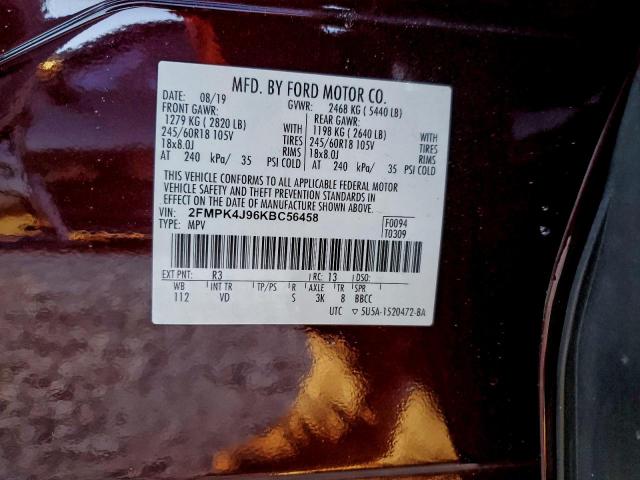 MFD. BY FORD MOTOR CO.
DATE: 08/19 GVWR: 2468 KG ( 5440 LB)
FRONT GAWR: REAR GAWR:
1279 KG ( 2820 LB) WITH 1198 KG ( 2640 LB) WITH
245/60R18 105V TIRES 245/60R18 105V TIRES
18x8.0J RIMS 18x8.0J RIMS
AT 240 kPa/ 35 PSI COLD AT 240 kPa/ 35 PSI COLD
THIS VEHICLE CONFORMS TO ALL APPLICABLE FEDERAL MOTOR
VEHICLE SAFETY AND THEFT PREVENTION STANDARDS IN
EFFECT ON THE DATE OF MANUFACTURE SHOWN ABOVE.
VIN: 2FMPK4J96KBC56458 F0094
TYPE: MPV T0309
EXT PNT: R3 RC: 13 DSO:
WB INT TR TP/PS R AXLE TR SPR
112 VD S 3K 8 BBCC
UTC ▽ 5U5A-1520472-BA